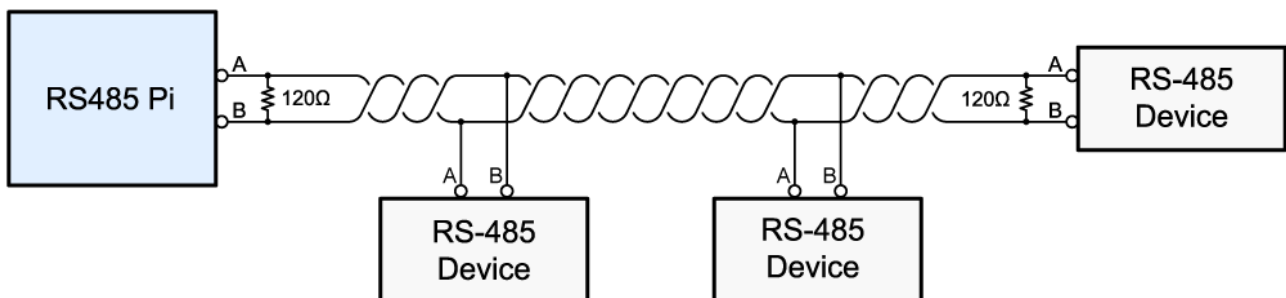 RS485 Pi
A
B
120Ω
A
B
RS-485
Device
A
B
RS-485
Device
120Ω
A
B
RS-485
Device